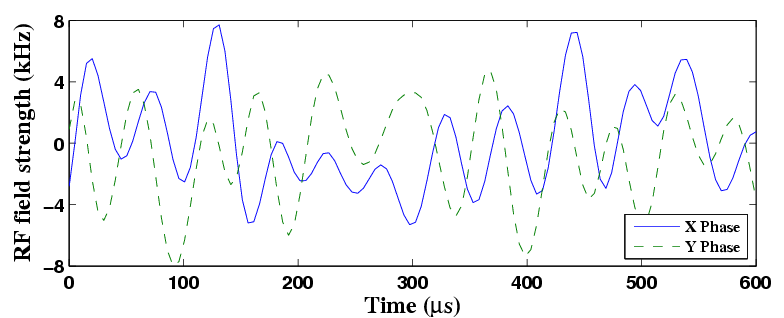 8
4
0
−4
−8
RF field strength (kHz)
0 100 200 300 400 500 600
Time (μs)
X Phase
Y Phase